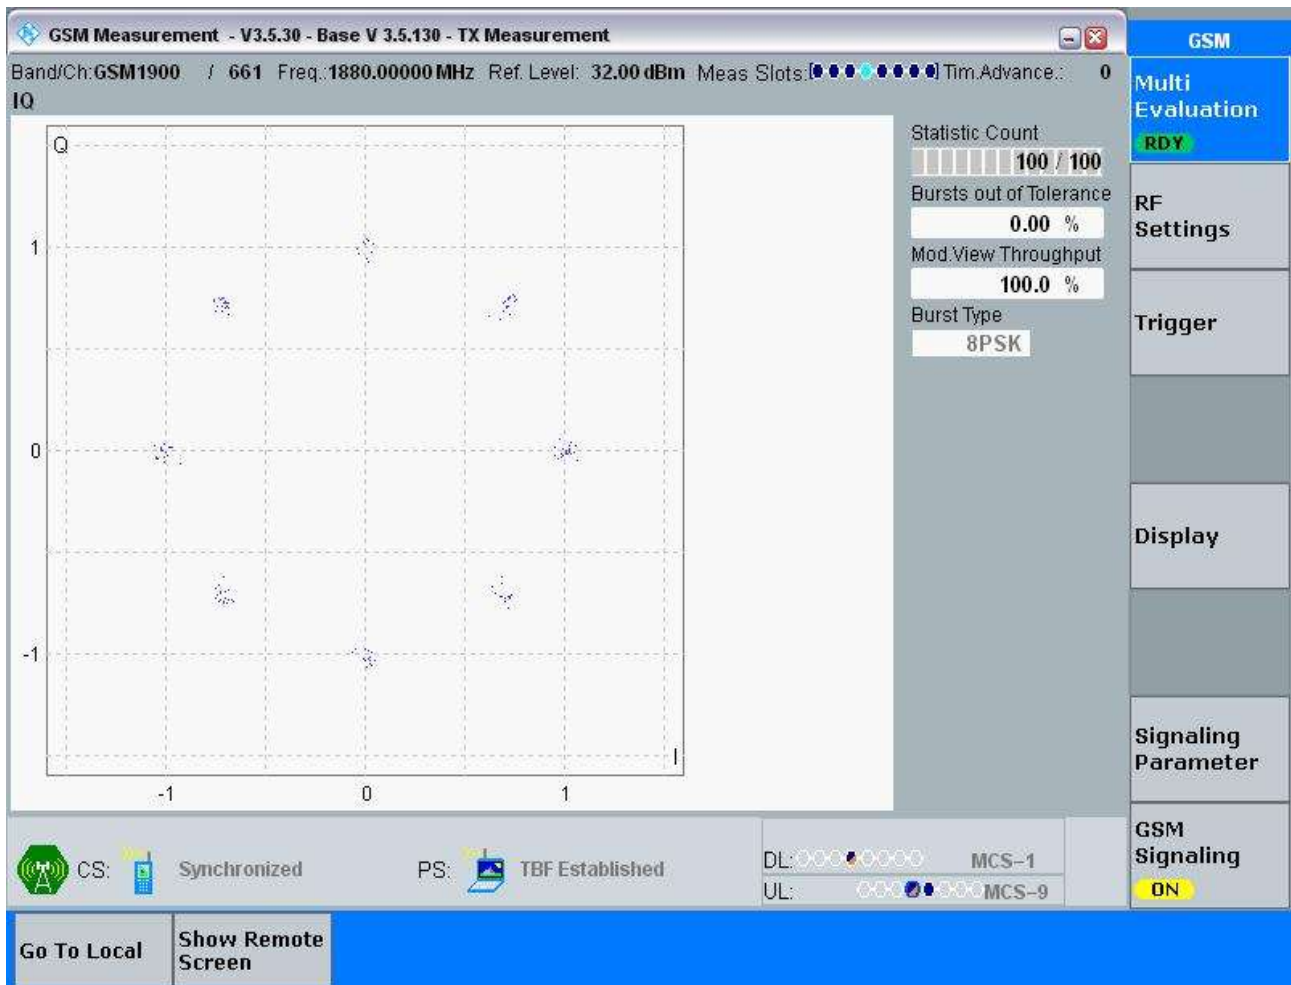 GSM Measurement - V3.5.30 - Base V 3.5.130 - TX Measurement
Band/Ch:GSM1900 / 661 Freq.:1880.00000 MHz Ref. Level: 32.00 dBm Meas Slots: Tim.Advance.: 0
IQ
Q
1
0
-1
I
-1 0 1
Statistic Count
100 / 100
Bursts out of Tolerance
0.00 %
Mod.View Throughput
100.0 %
Burst Type
8PSK
GSM
Multi
Evaluation
RDY
RF
Settings
Trigger
Display
Signaling
Parameter
GSM
Signaling
ON
CS: Synchronized PS: TBF Established
DL: MCS-1
UL: MCS-9
Go To Local
Show Remote
Screen